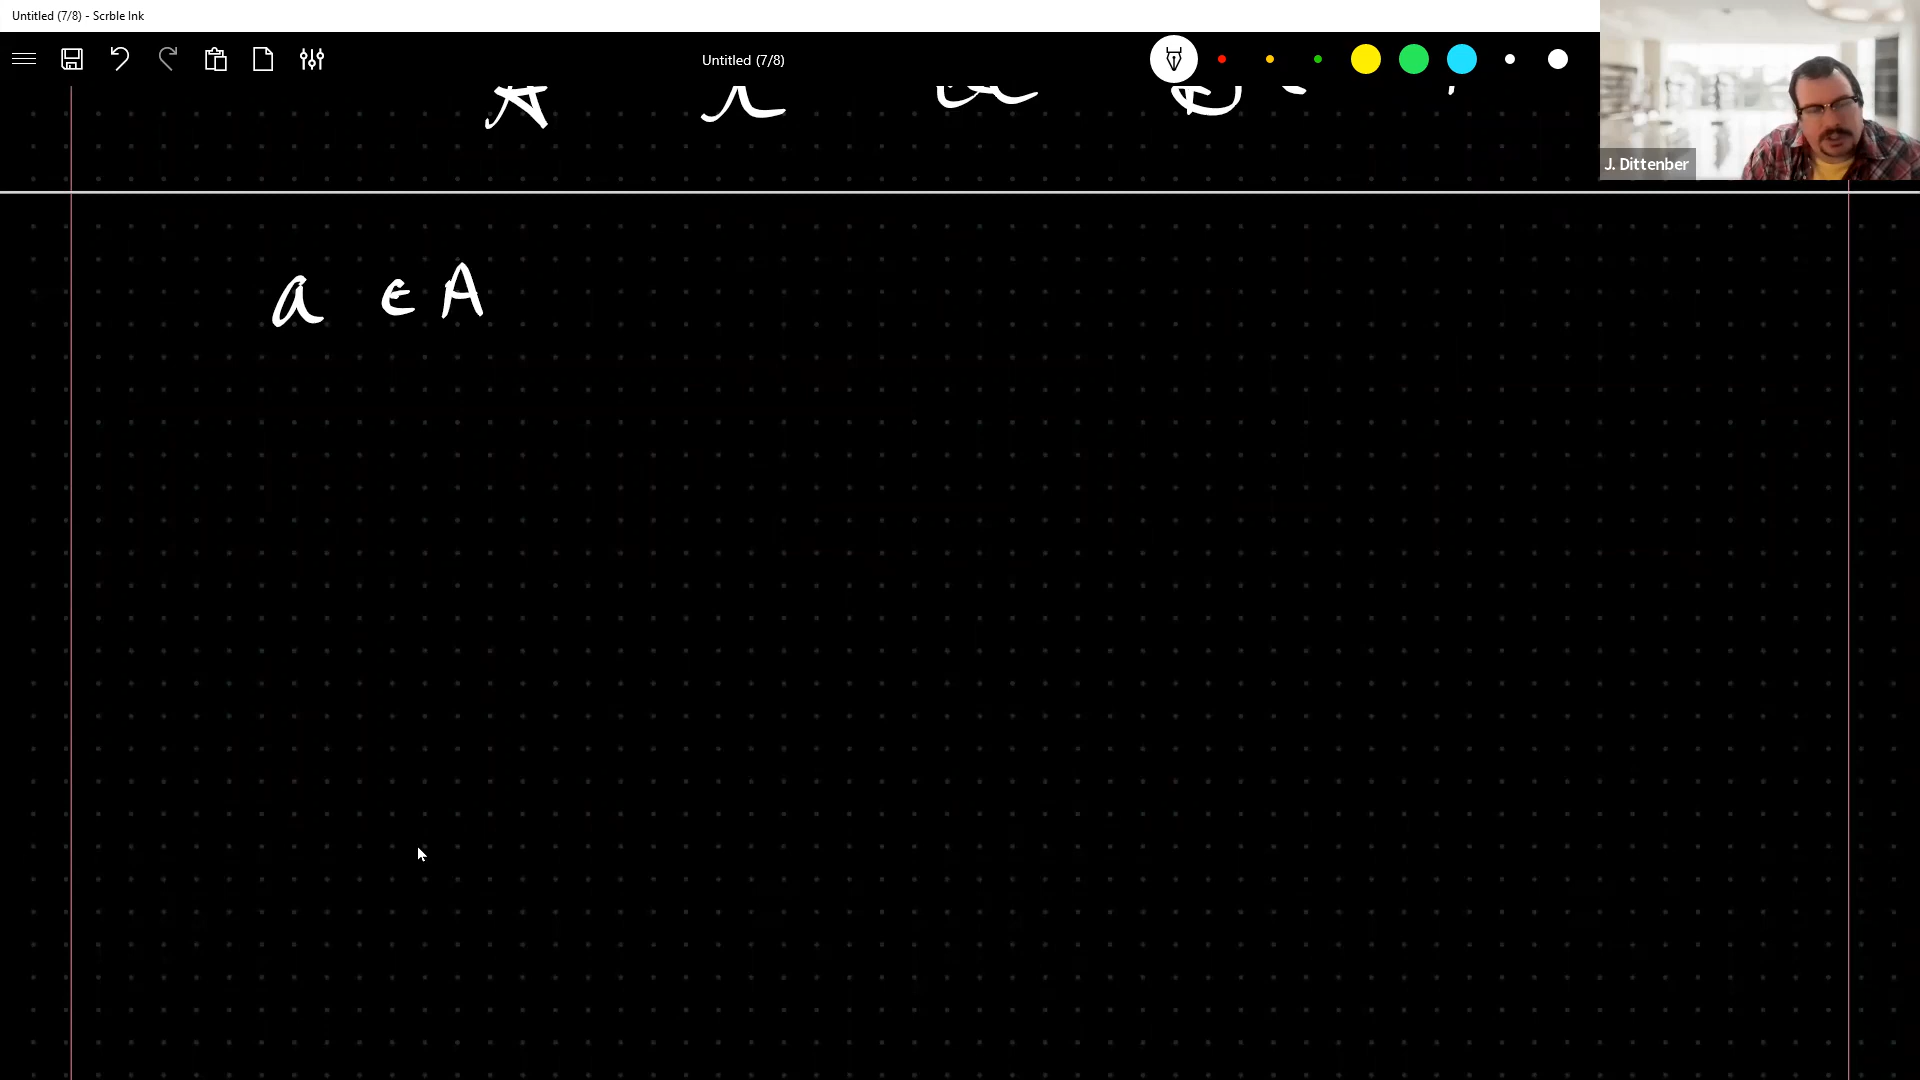 Untitled (7/8) - Scrble Ink
Untitled (7/8)
J. Dittenber
a ∈ A